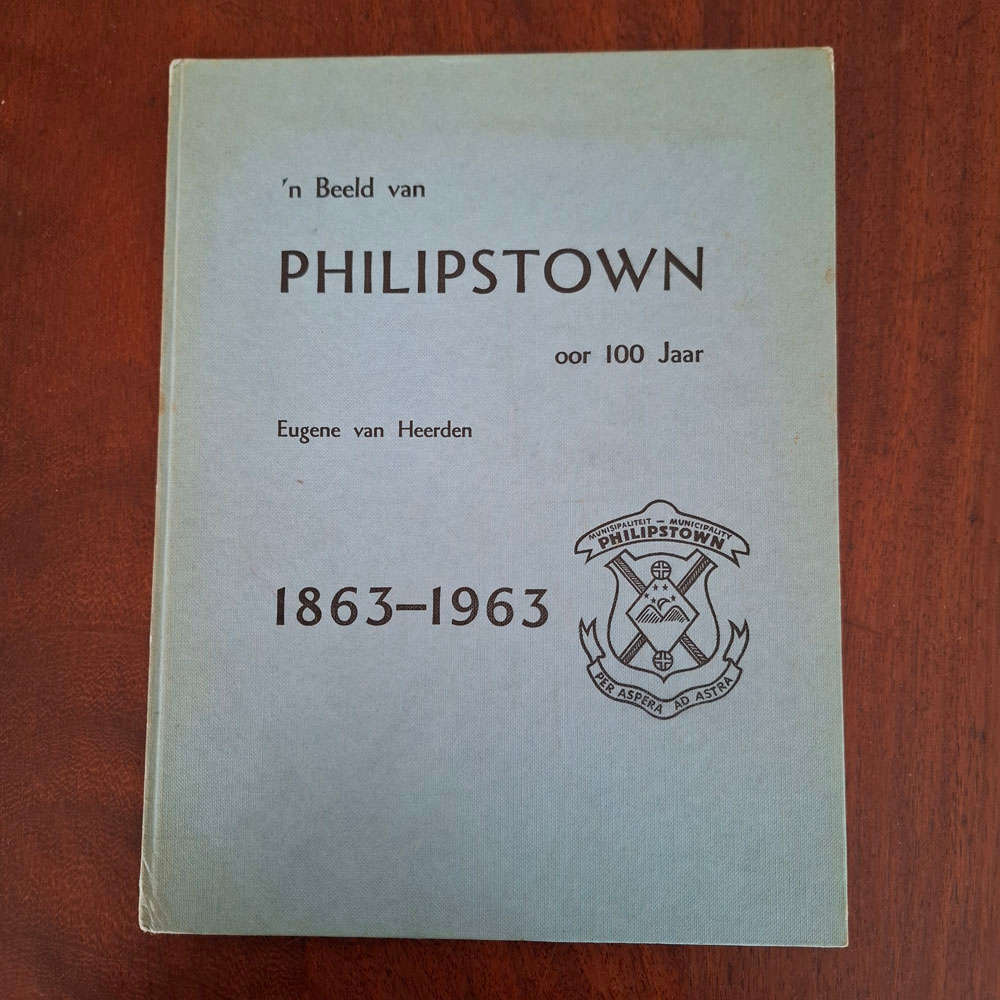 'n Beeld van
PHILIPSTOWN
oor 100 Jaar
Eugene van Heerden
1863–1963
MUNISIPALITEIT – MUNICIPALITY
PHILIPSTOWN
PER ASPERA AD ASTRA